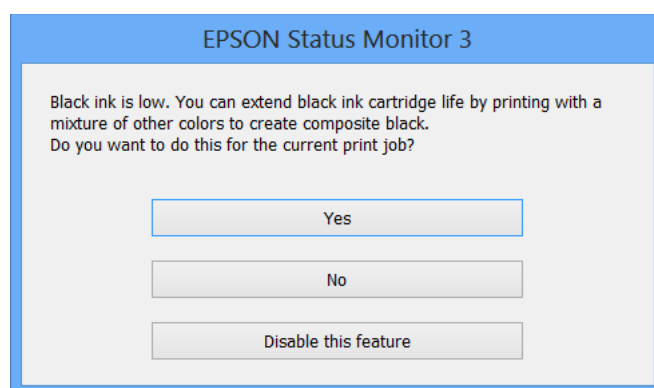 EPSON Status Monitor 3
Black ink is low. You can extend black ink cartridge life by printing with a
mixture of other colors to create composite black.
Do you want to do this for the current print job?
Yes
No
Disable this feature